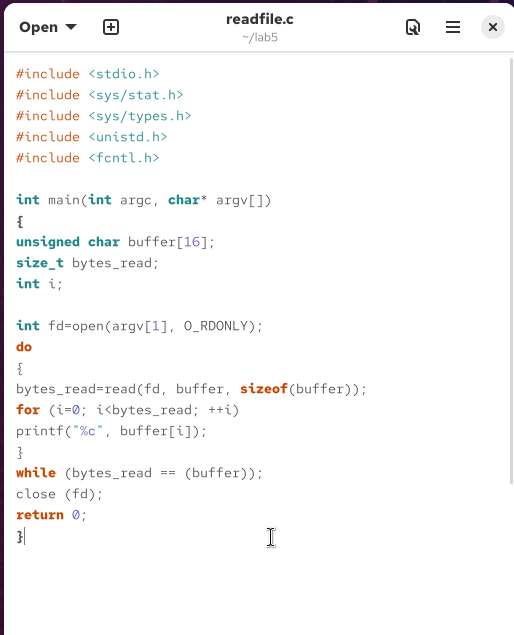 Open
readfile.c
~/lab5
#include <stdio.h>
#include <sys/stat.h>
#include <sys/types.h>
#include <unistd.h>
#include <fcntl.h>
int main(int argc, char* argv[])
{
unsigned char buffer[16];
size_t bytes_read;
int i;
int fd=open(argv[1], O_RDONLY);
do
{
bytes_read=read(fd, buffer, sizeof(buffer));
for (i=0; i<bytes_read; ++i)
printf("%c", buffer[i]);
}
while (bytes_read == (buffer));
close (fd);
return 0;
}